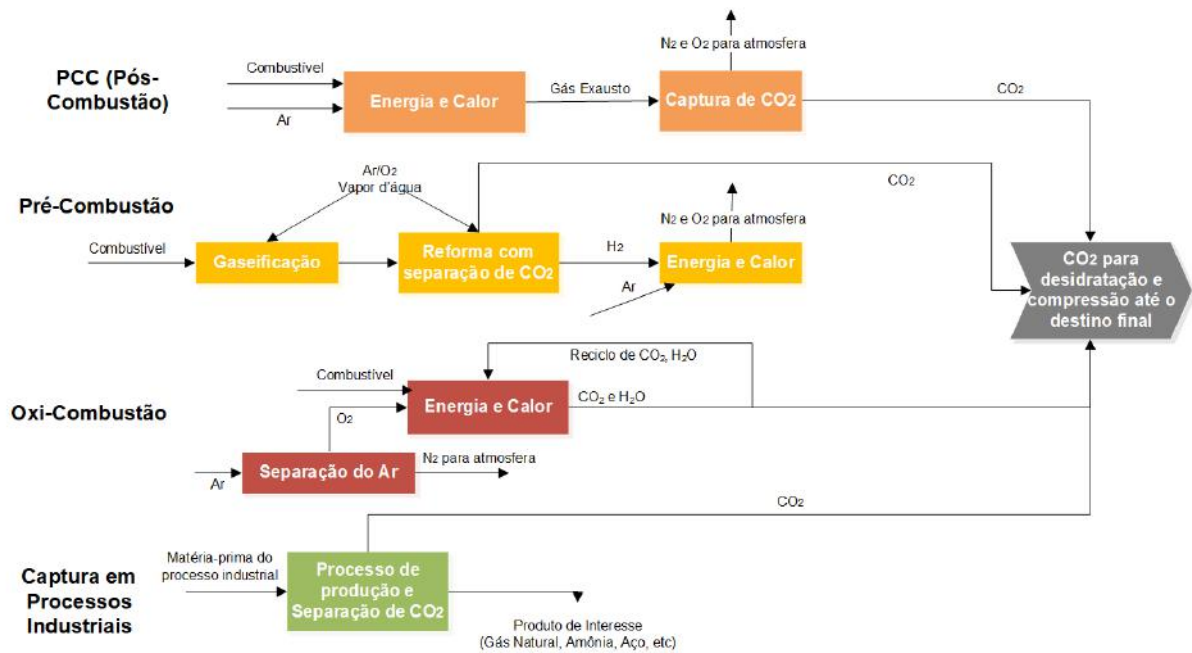 PCC (Pós-
Combustão)
Combustível
Ar
Energia e Calor
Gás Exausto
N2 e O2 para atmosfera
Captura de CO2
CO2
Pré-Combustão
Ar/O2
Vapor d'água
Combustível
Gaseificação
Reforma com
separação de CO2
H2
Ar
N2 e O2 para atmosfera
Energia e Calor
CO2
CO2 para
desidratação e
compressão até o
destino final
Oxi-Combustão
Reciclo de CO2, H2O
Combustível
O2
Energia e Calor
CO2 e H2O
Ar
Separação do Ar
N2 para atmosfera
Captura em
Processos
Industriais
Matéria-prima do
processo industrial
Processo de
produção e
Separação de CO2
CO2
Produto de Interesse
(Gás Natural, Amônia, Aço, etc)